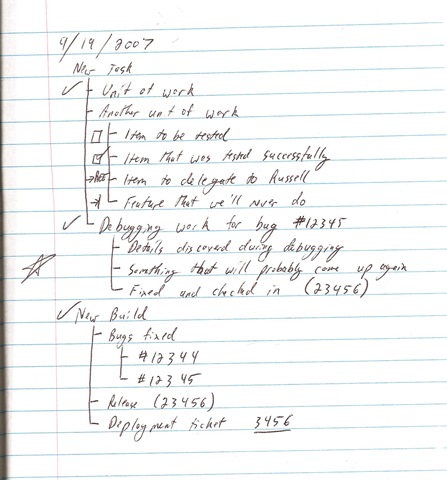 9/19/2007
New Task
Unit of work
Another unit of work
Item to be tested
Item that was tested successfully
Item to delegate to Russell
Feature that we'll never do
Debugging work for bug #12345
Details discovered during debugging
Something that will probably come up again
Fixed and checked in (23456)
New Build
Bugs fixed
#12344
#12345
Release (23456)
Deployment ticket 3456